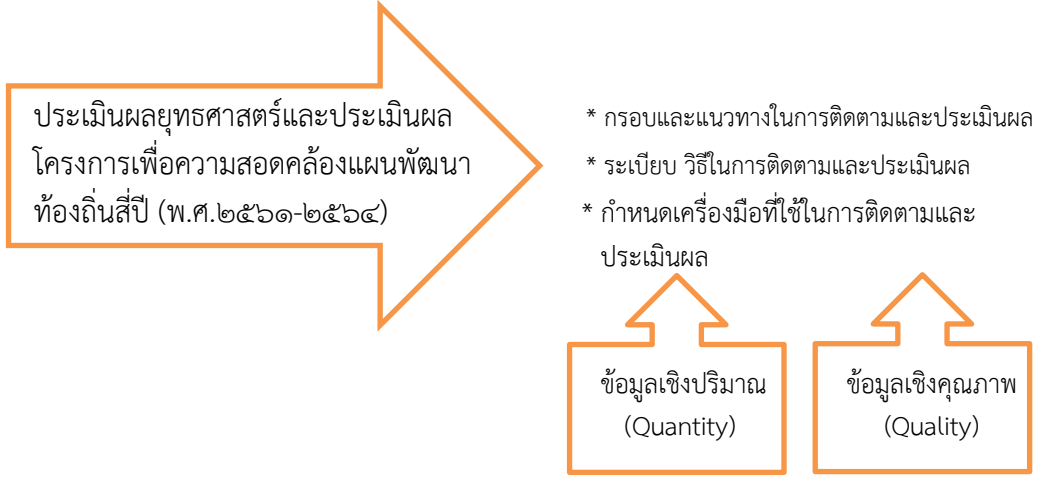 ประเมินผลยุทธศาสตร์และประเมินผล
โครงการเพื่อความสอดคล้องแผนพัฒนา
ท้องถิ่นสี่ปี (พ.ศ.๒๕๖๑-๒๕๖๔)
* กรอบและแนวทางในการติดตามและประเมินผล
* ระเบียบ วิธีในการติดตามและประเมินผล
* กำหนดเครื่องมือที่ใช้ในการติดตามและ
ประเมินผล
ข้อมูลเชิงปริมาณ
(Quantity)
ข้อมูลเชิงคุณภาพ
(Quality)